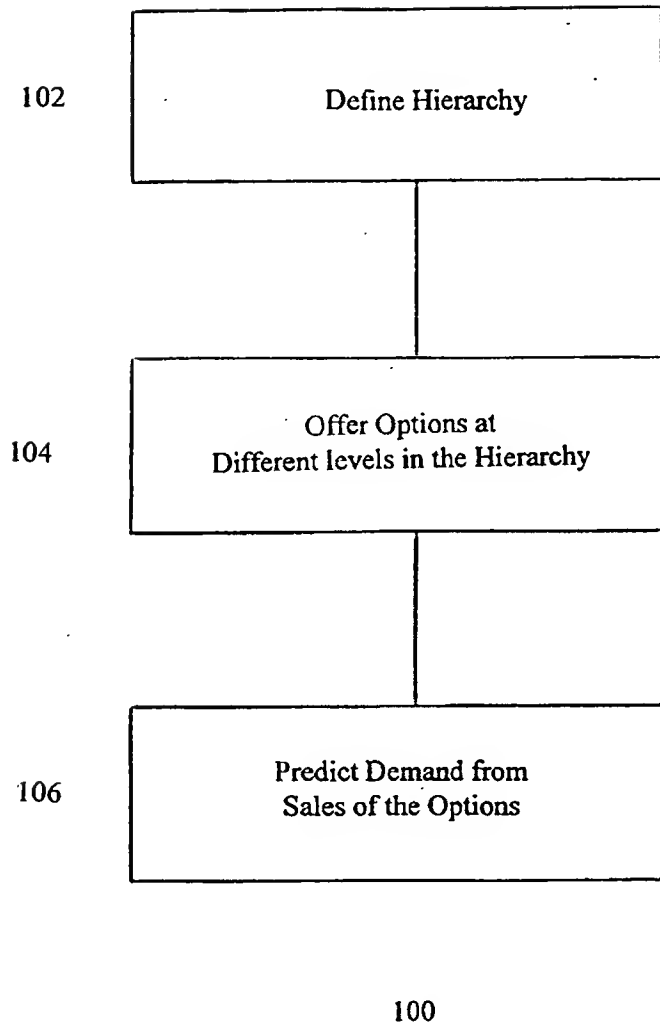 102
Define Hierarchy
104
Offer Options at
Different levels in the Hierarchy
106
Predict Demand from
Sales of the Options
100